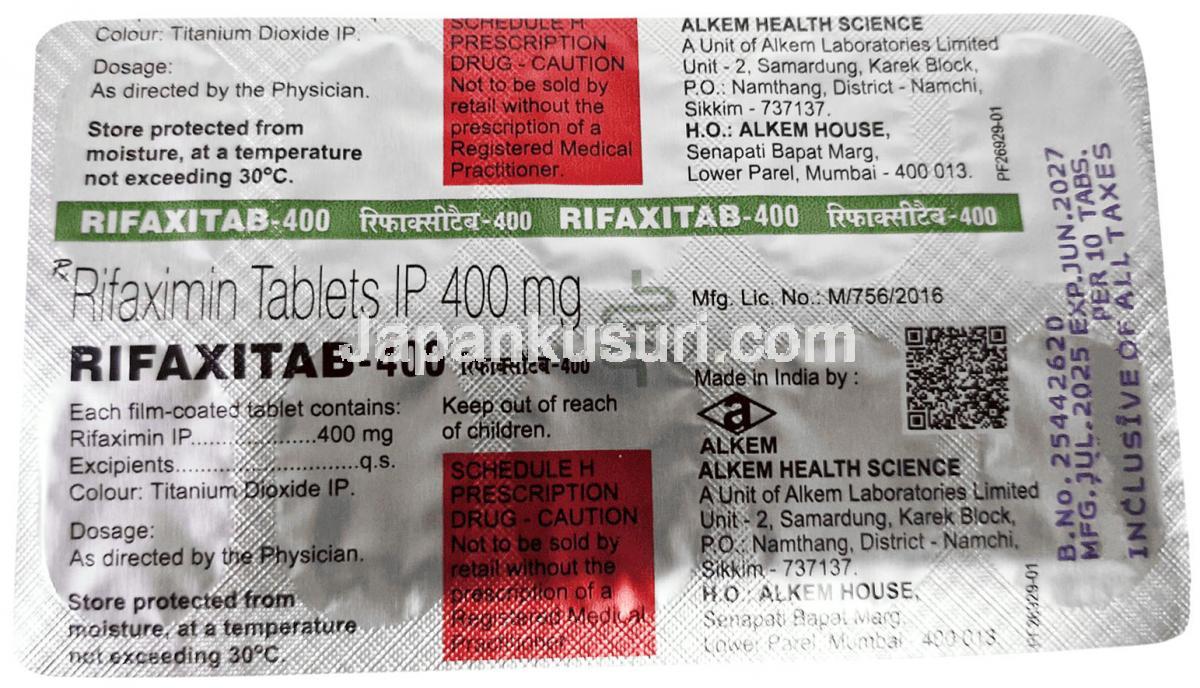 Colour: Titanium Dioxide IP.
Dosage:
As directed by the Physician.
Store protected from
moisture, at a temperature
not exceeding 30°C.
SCHEDULE H
PRESCRIPTION
DRUG - CAUTION
Not to be sold by
retail without the
prescription of a
Registered Medical
Practitioner.
ALKEM HEALTH SCIENCE
A Unit of Alkem Laboratories Limited
Unit - 2, Samardung, Karek Block,
P.O.: Namthang, District - Namchi,
Sikkim - 737137.
H.O.: ALKEM HOUSE,
Senapati Bapat Marg,
Lower Parel, Mumbai - 400 013.
PF26929-01
RIFAXITAB-400 रिफाक्सीटैब-400 RIFAXITAB-400 रिफाक्सीटैब-400
Rx Rifaximin Tablets IP 400 mg
Mfg. Lic. No.: M/756/2016
Japankusuri.com
RIFAXITAB-400 रिफाक्सीटैब-400
Made in India by :
a
ALKEM
Each film-coated tablet contains:
Rifaximin IP...................400 mg
Excipients............................q.s.
Colour: Titanium Dioxide IP.
Dosage:
As directed by the Physician.
Store protected from
moisture, at a temperature
not exceeding 30°C.
Keep out of reach
of children.
SCHEDULE H
PRESCRIPTION
DRUG - CAUTION
Not to be sold by
retail without the
prescription of a
Registered Medical
Practitioner.
ALKEM HEALTH SCIENCE
A Unit of Alkem Laboratories Limited
Unit - 2, Samardung, Karek Block,
P.O.: Namthang, District - Namchi,
Sikkim - 737137.
H.O.: ALKEM HOUSE,
Senapati Bapat Marg,
Lower Parel, Mumbai - 400 013
PF26929-01
B.No. 25442620
MFG.JUL.2025 EXP.JUN.2027
PER 10 TABS.
INCLUSIVE OF ALL TAXES